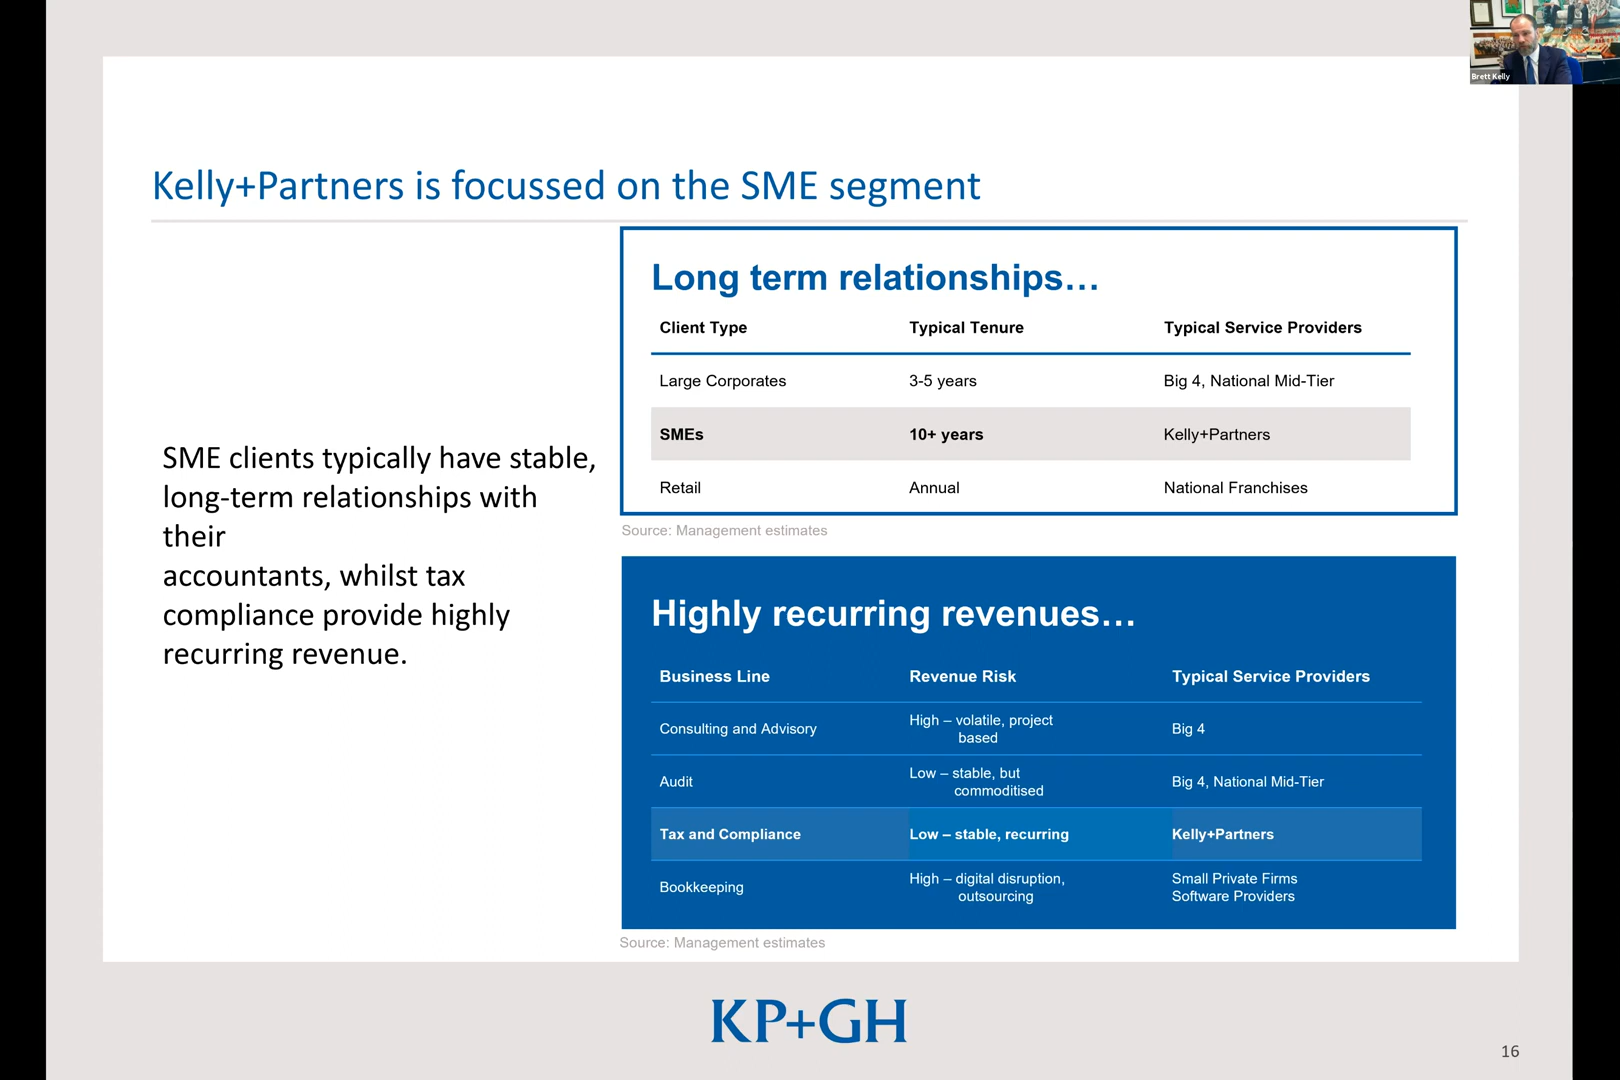 Brett Kelly
Kelly+Partners is focussed on the SME segment
SME clients typically have stable,
long-term relationships with
their
accountants, whilst tax
compliance provide highly
recurring revenue.
Long term relationships…
Client Type Typical Tenure Typical Service Providers
Large Corporates 3-5 years Big 4, National Mid-Tier
SMEs 10+ years Kelly+Partners
Retail Annual National Franchises
Source: Management estimates
Highly recurring revenues…
Business Line Revenue Risk Typical Service Providers
Consulting and Advisory High – volatile, project
based Big 4
Audit Low – stable, but
commoditised Big 4, National Mid-Tier
Tax and Compliance Low – stable, recurring Kelly+Partners
Bookkeeping High – digital disruption,
outsourcing Small Private Firms
Software Providers
Source: Management estimates
KP+GH
16